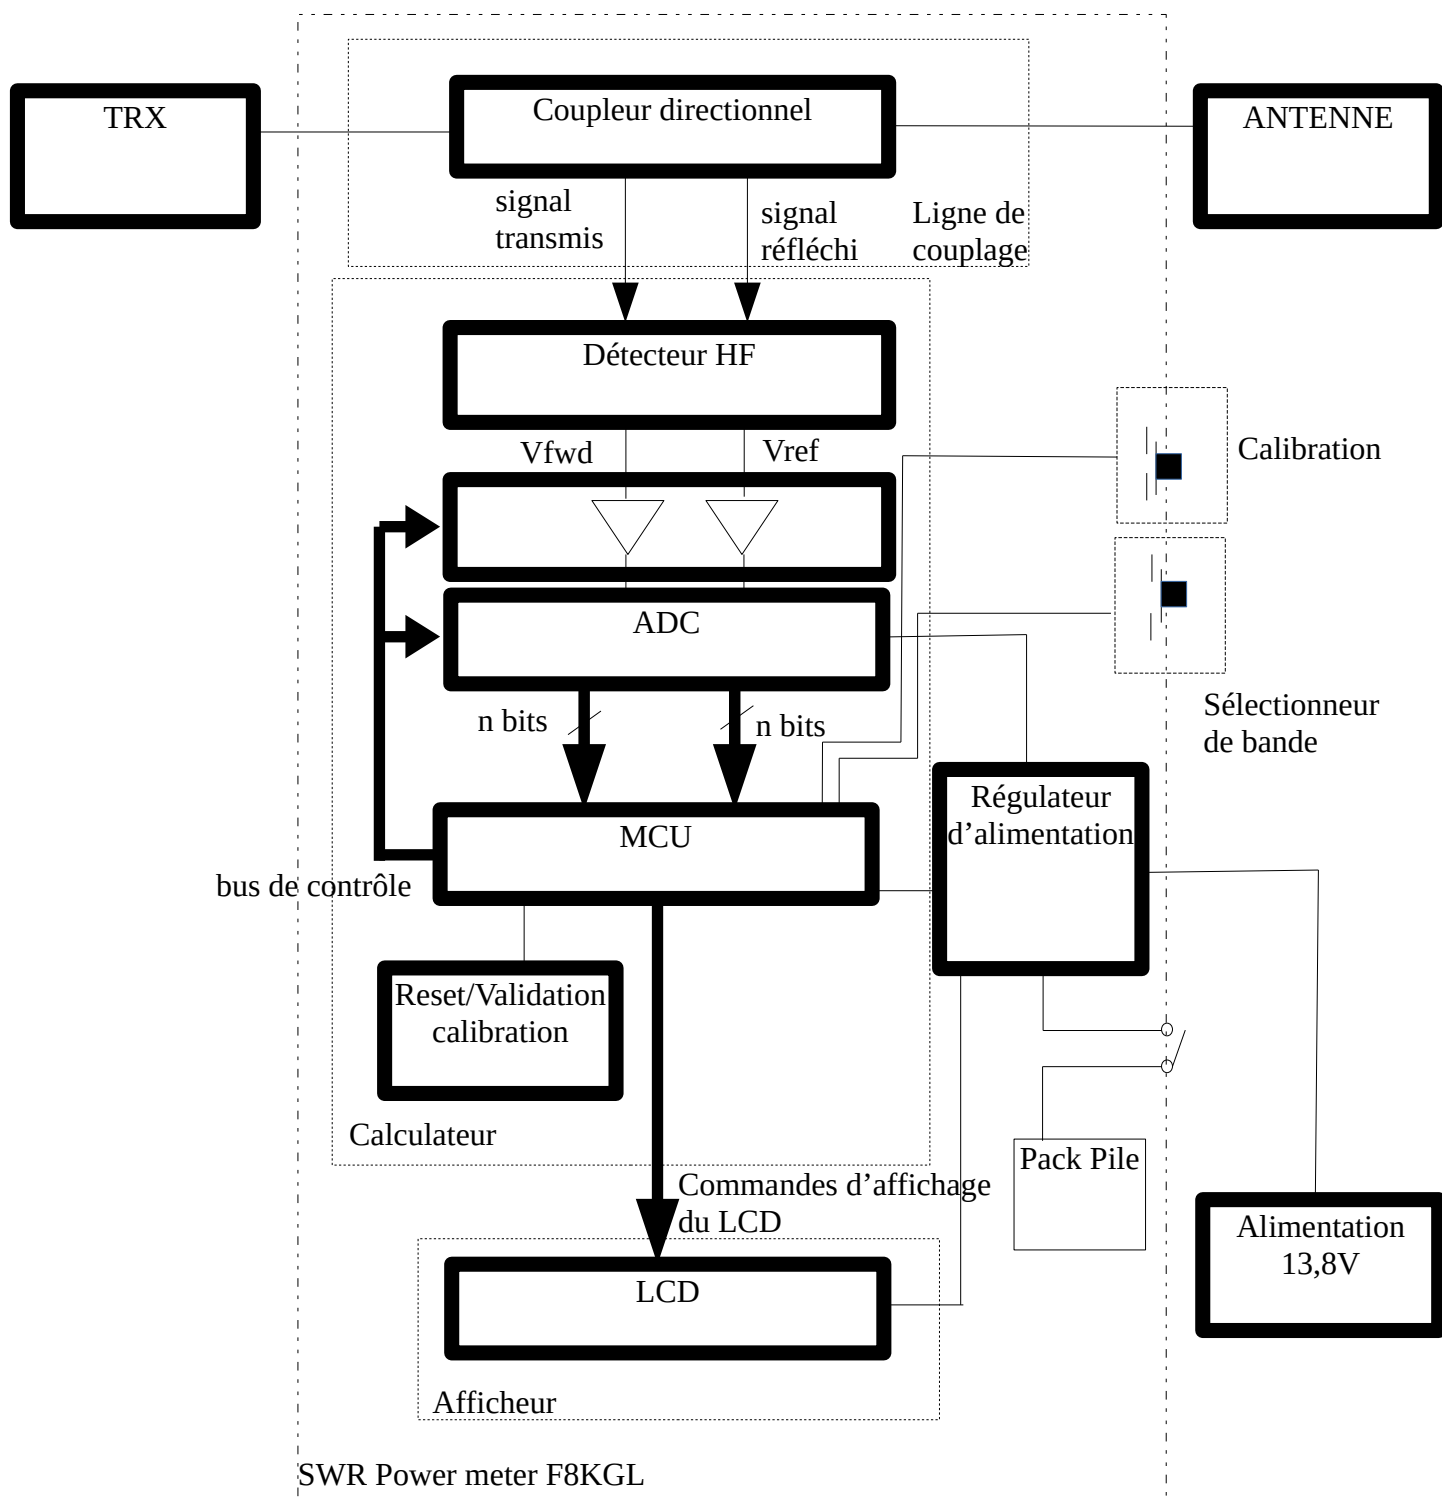 TRX
Coupleur directionnel
ANTENNE
signal
transmis
signal
réfléchi
Ligne de
couplage
Détecteur HF
Vfwd
Vref
Calibration
ADC
n bits
n bits
Sélectionneur
de bande
Régulateur
d’alimentation
MCU
bus de contrôle
Reset/Validation
calibration
Calculateur
Pack Pile
Commandes d’affichage
du LCD
Alimentation
13,8V
LCD
Afficheur
SWR Power meter F8KGL